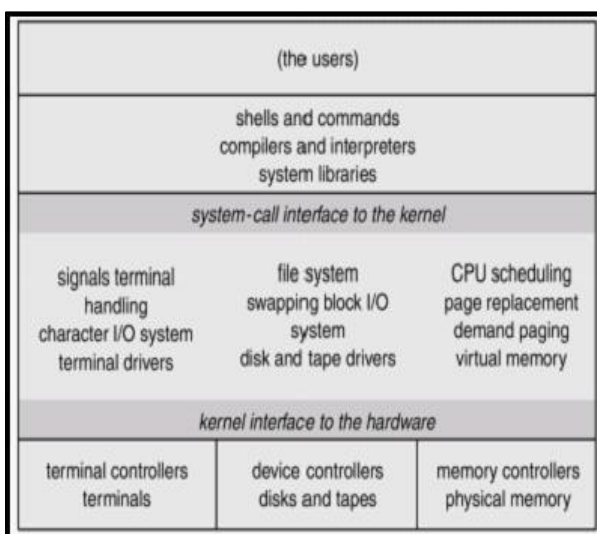 (the users)
shells and commands
compilers and interpreters
system libraries
system-call interface to the kernel
signals terminal
handling
character I/O system
terminal drivers
file system
swapping block I/O
system
disk and tape drivers
CPU scheduling
page replacement
demand paging
virtual memory
kernel interface to the hardware
terminal controllers
terminals
device controllers
disks and tapes
memory controllers
physical memory